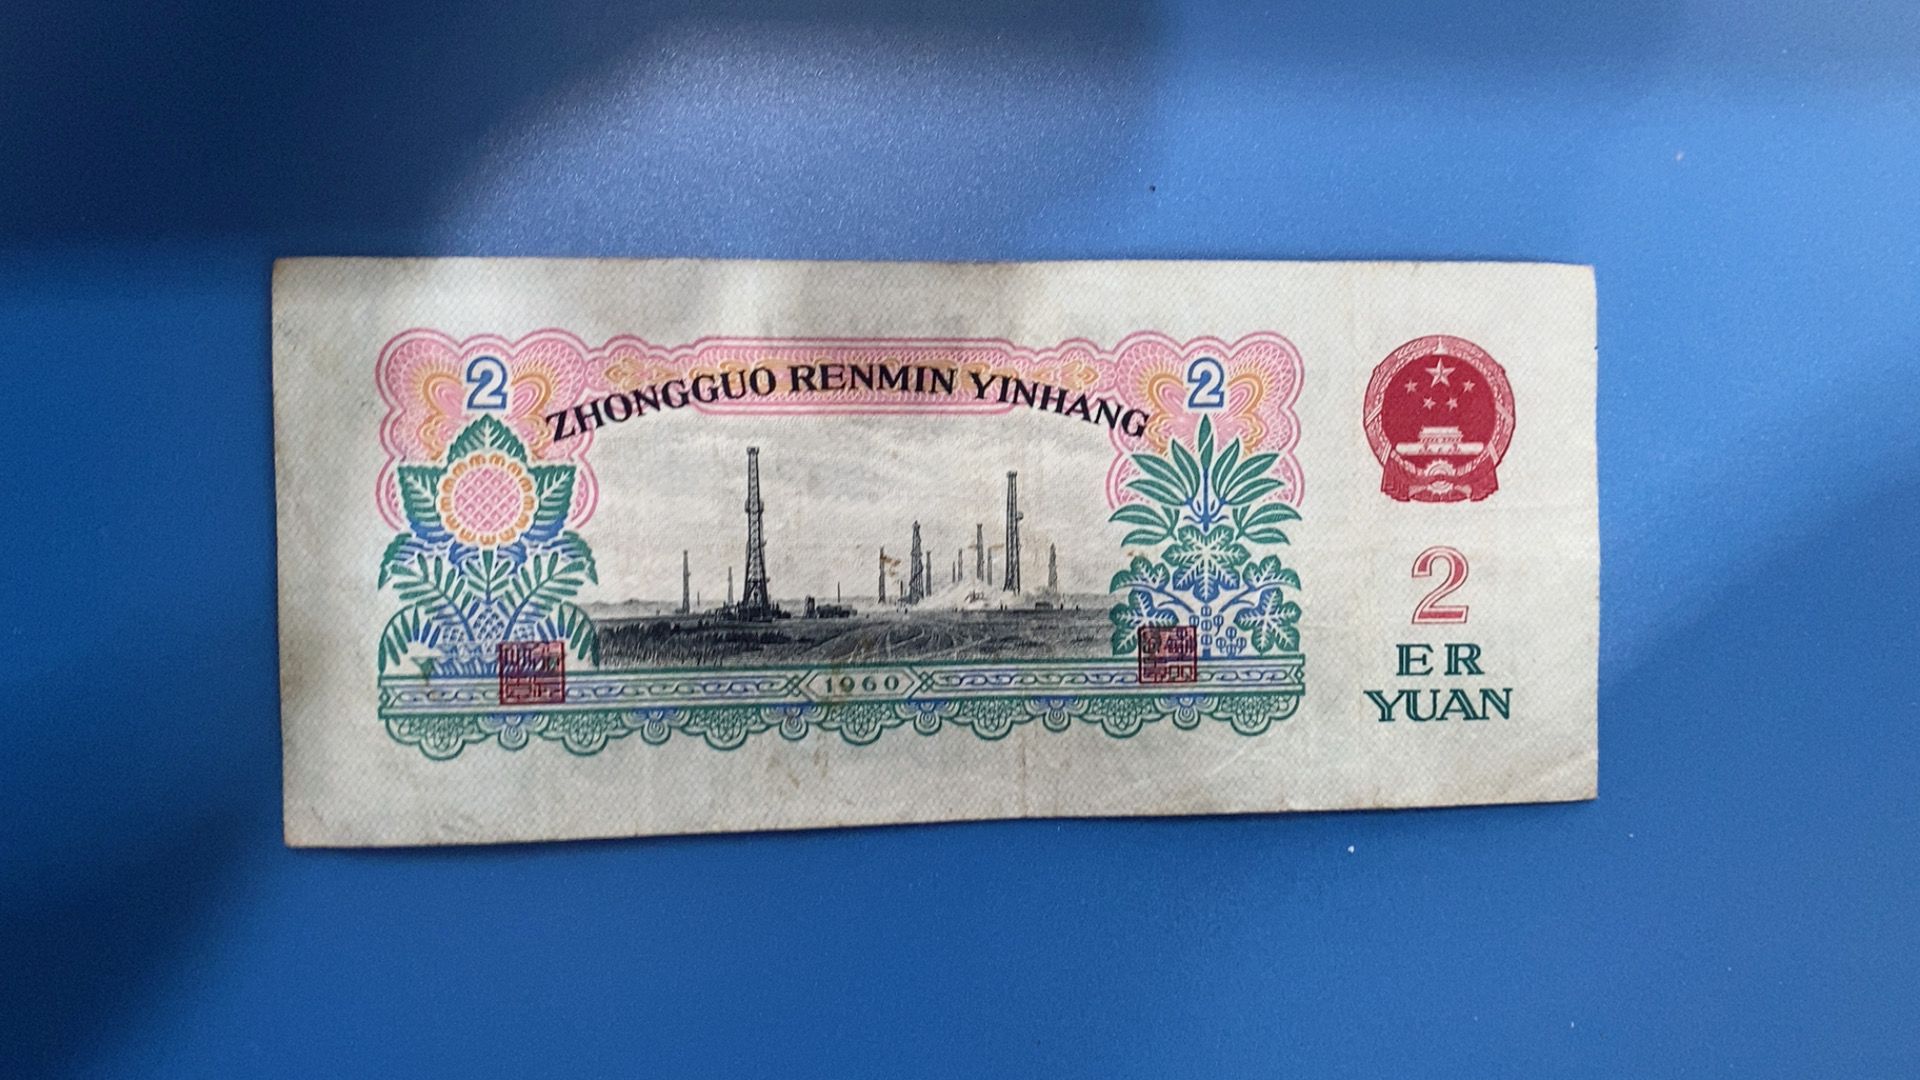 2
ZHONGGUO RENMIN YINHANG
2
1960
2
ER
YUAN